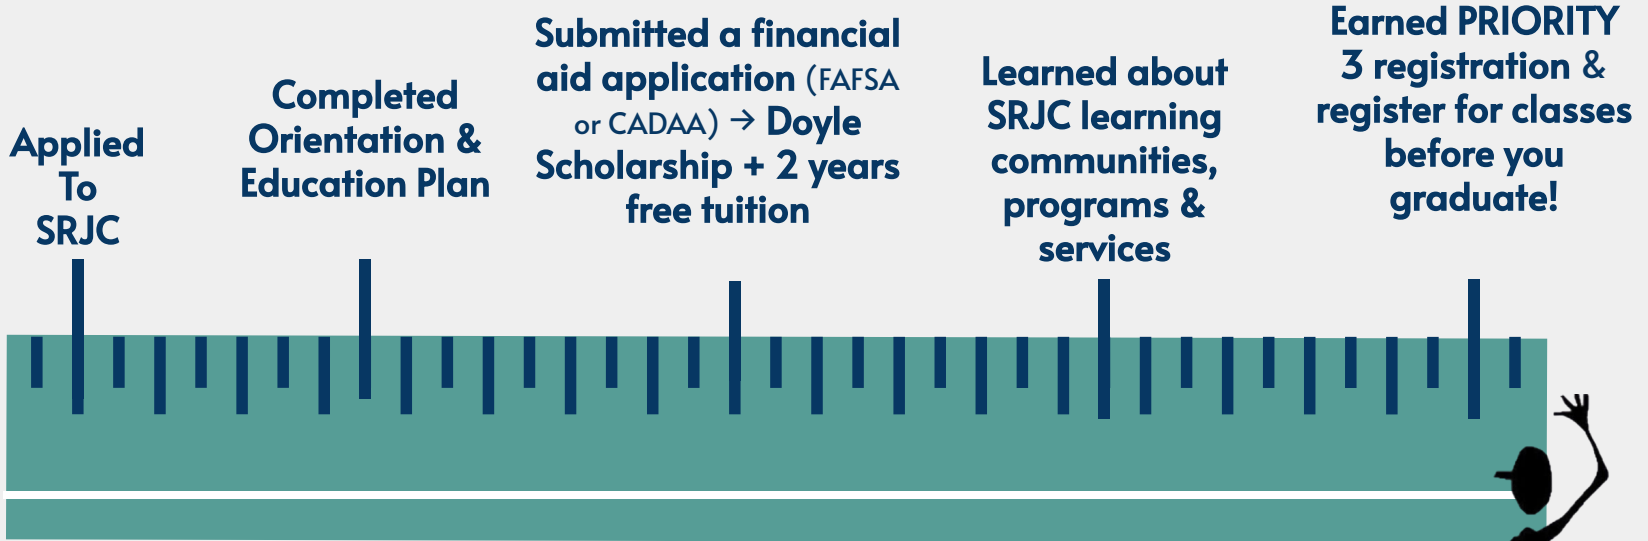 Applied
To
SRJC
Completed
Orientation &
Education Plan
Submitted a financial
aid application (FAFSA
or CADAA) → Doyle
Scholarship + 2 years
free tuition
Learned about
SRJC learning
communities,
programs &
services
Earned PRIORITY
3 registration &
register for classes
before you
graduate!